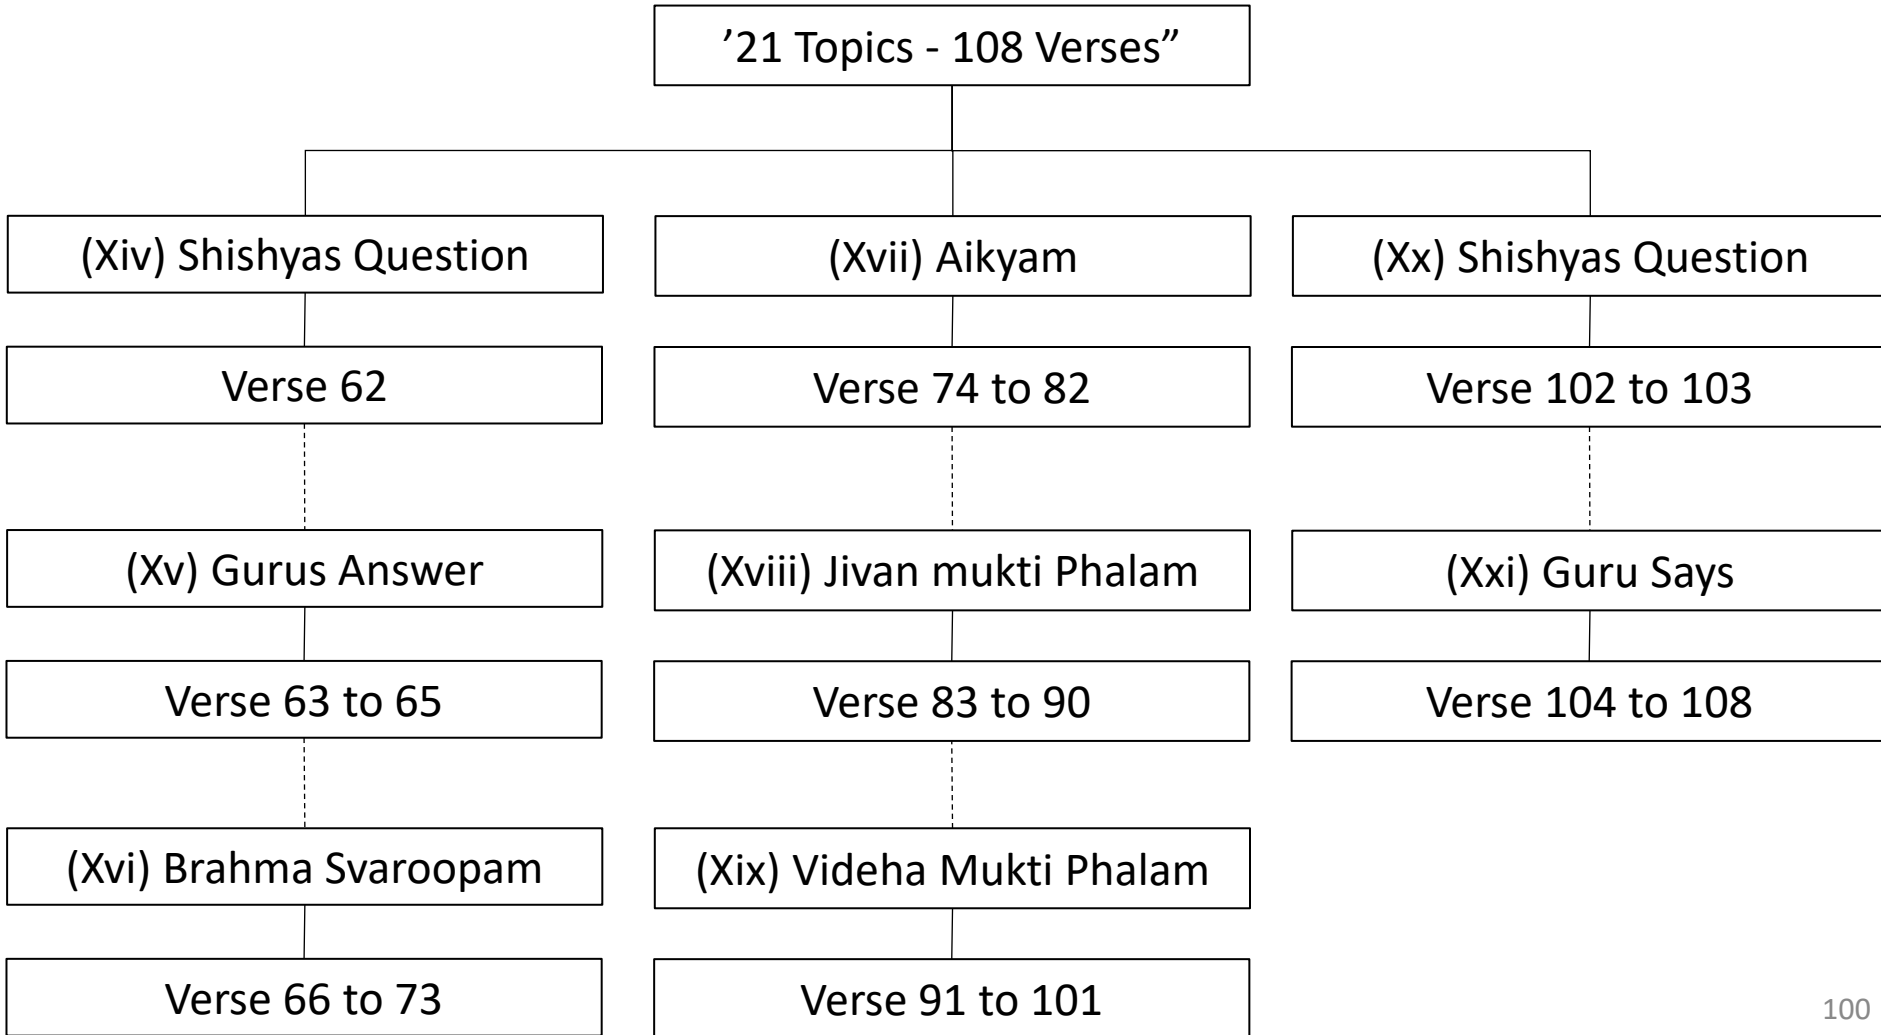 ’21 Topics - 108 Verses”
(Xiv) Shishyas Question
Verse 62
(Xv) Gurus Answer
Verse 63 to 65
(Xvi) Brahma Svaroopam
Verse 66 to 73
(Xvii) Aikyam
Verse 74 to 82
(Xviii) Jivan mukti Phalam
Verse 83 to 90
(Xix) Videha Mukti Phalam
Verse 91 to 101
(Xx) Shishyas Question
Verse 102 to 103
(Xxi) Guru Says
Verse 104 to 108
100